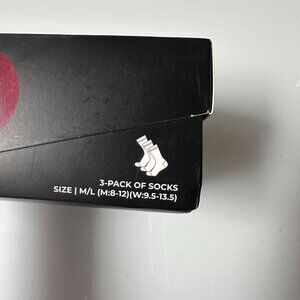 3-PACK OF SOCKS
SIZE | M/L (M:8-12)(W:9.5-13.5)